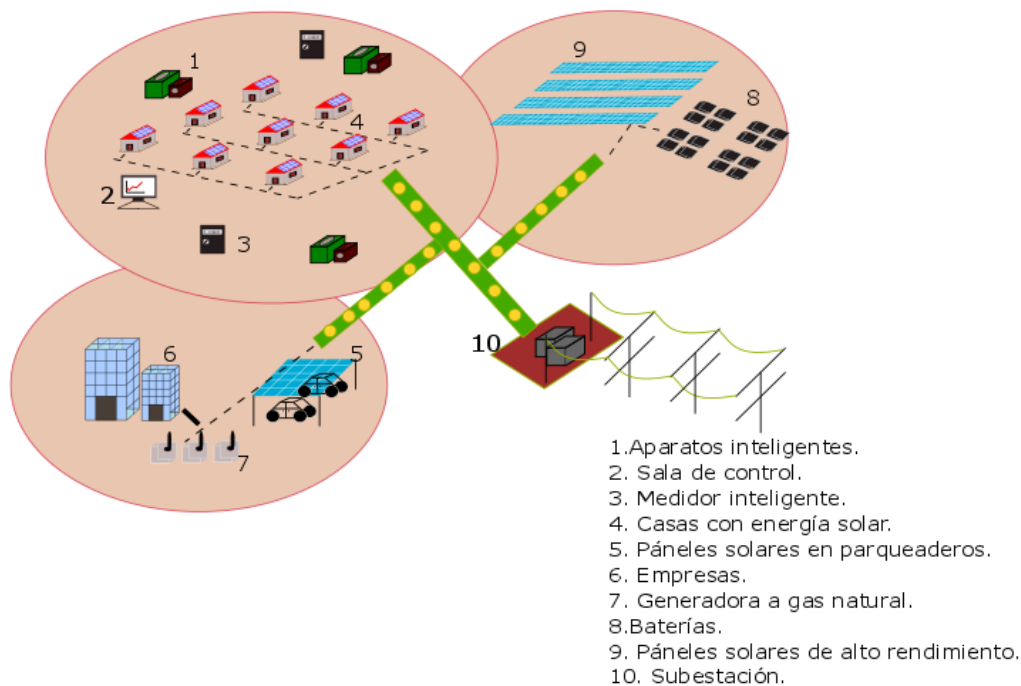 1
9
8
4
2
3
10
5
6
7
1.Aparatos inteligentes.
2. Sala de control.
3. Medidor inteligente.
4. Casas con energía solar.
5. Páneles solares en parqueaderos.
6. Empresas.
7. Generadora a gas natural.
8.Baterías.
9. Páneles solares de alto rendimiento.
10. Subestación.